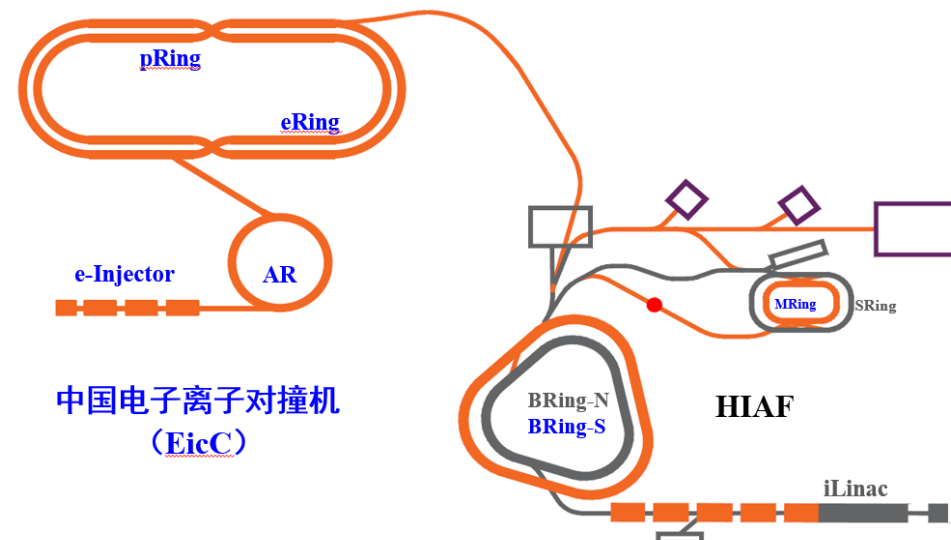 pRing
eRing
e-Injector
AR
MRing
SRing
中国电子离子对撞机
（EicC）
BRing-N
BRing-S
HIAF
iLinac